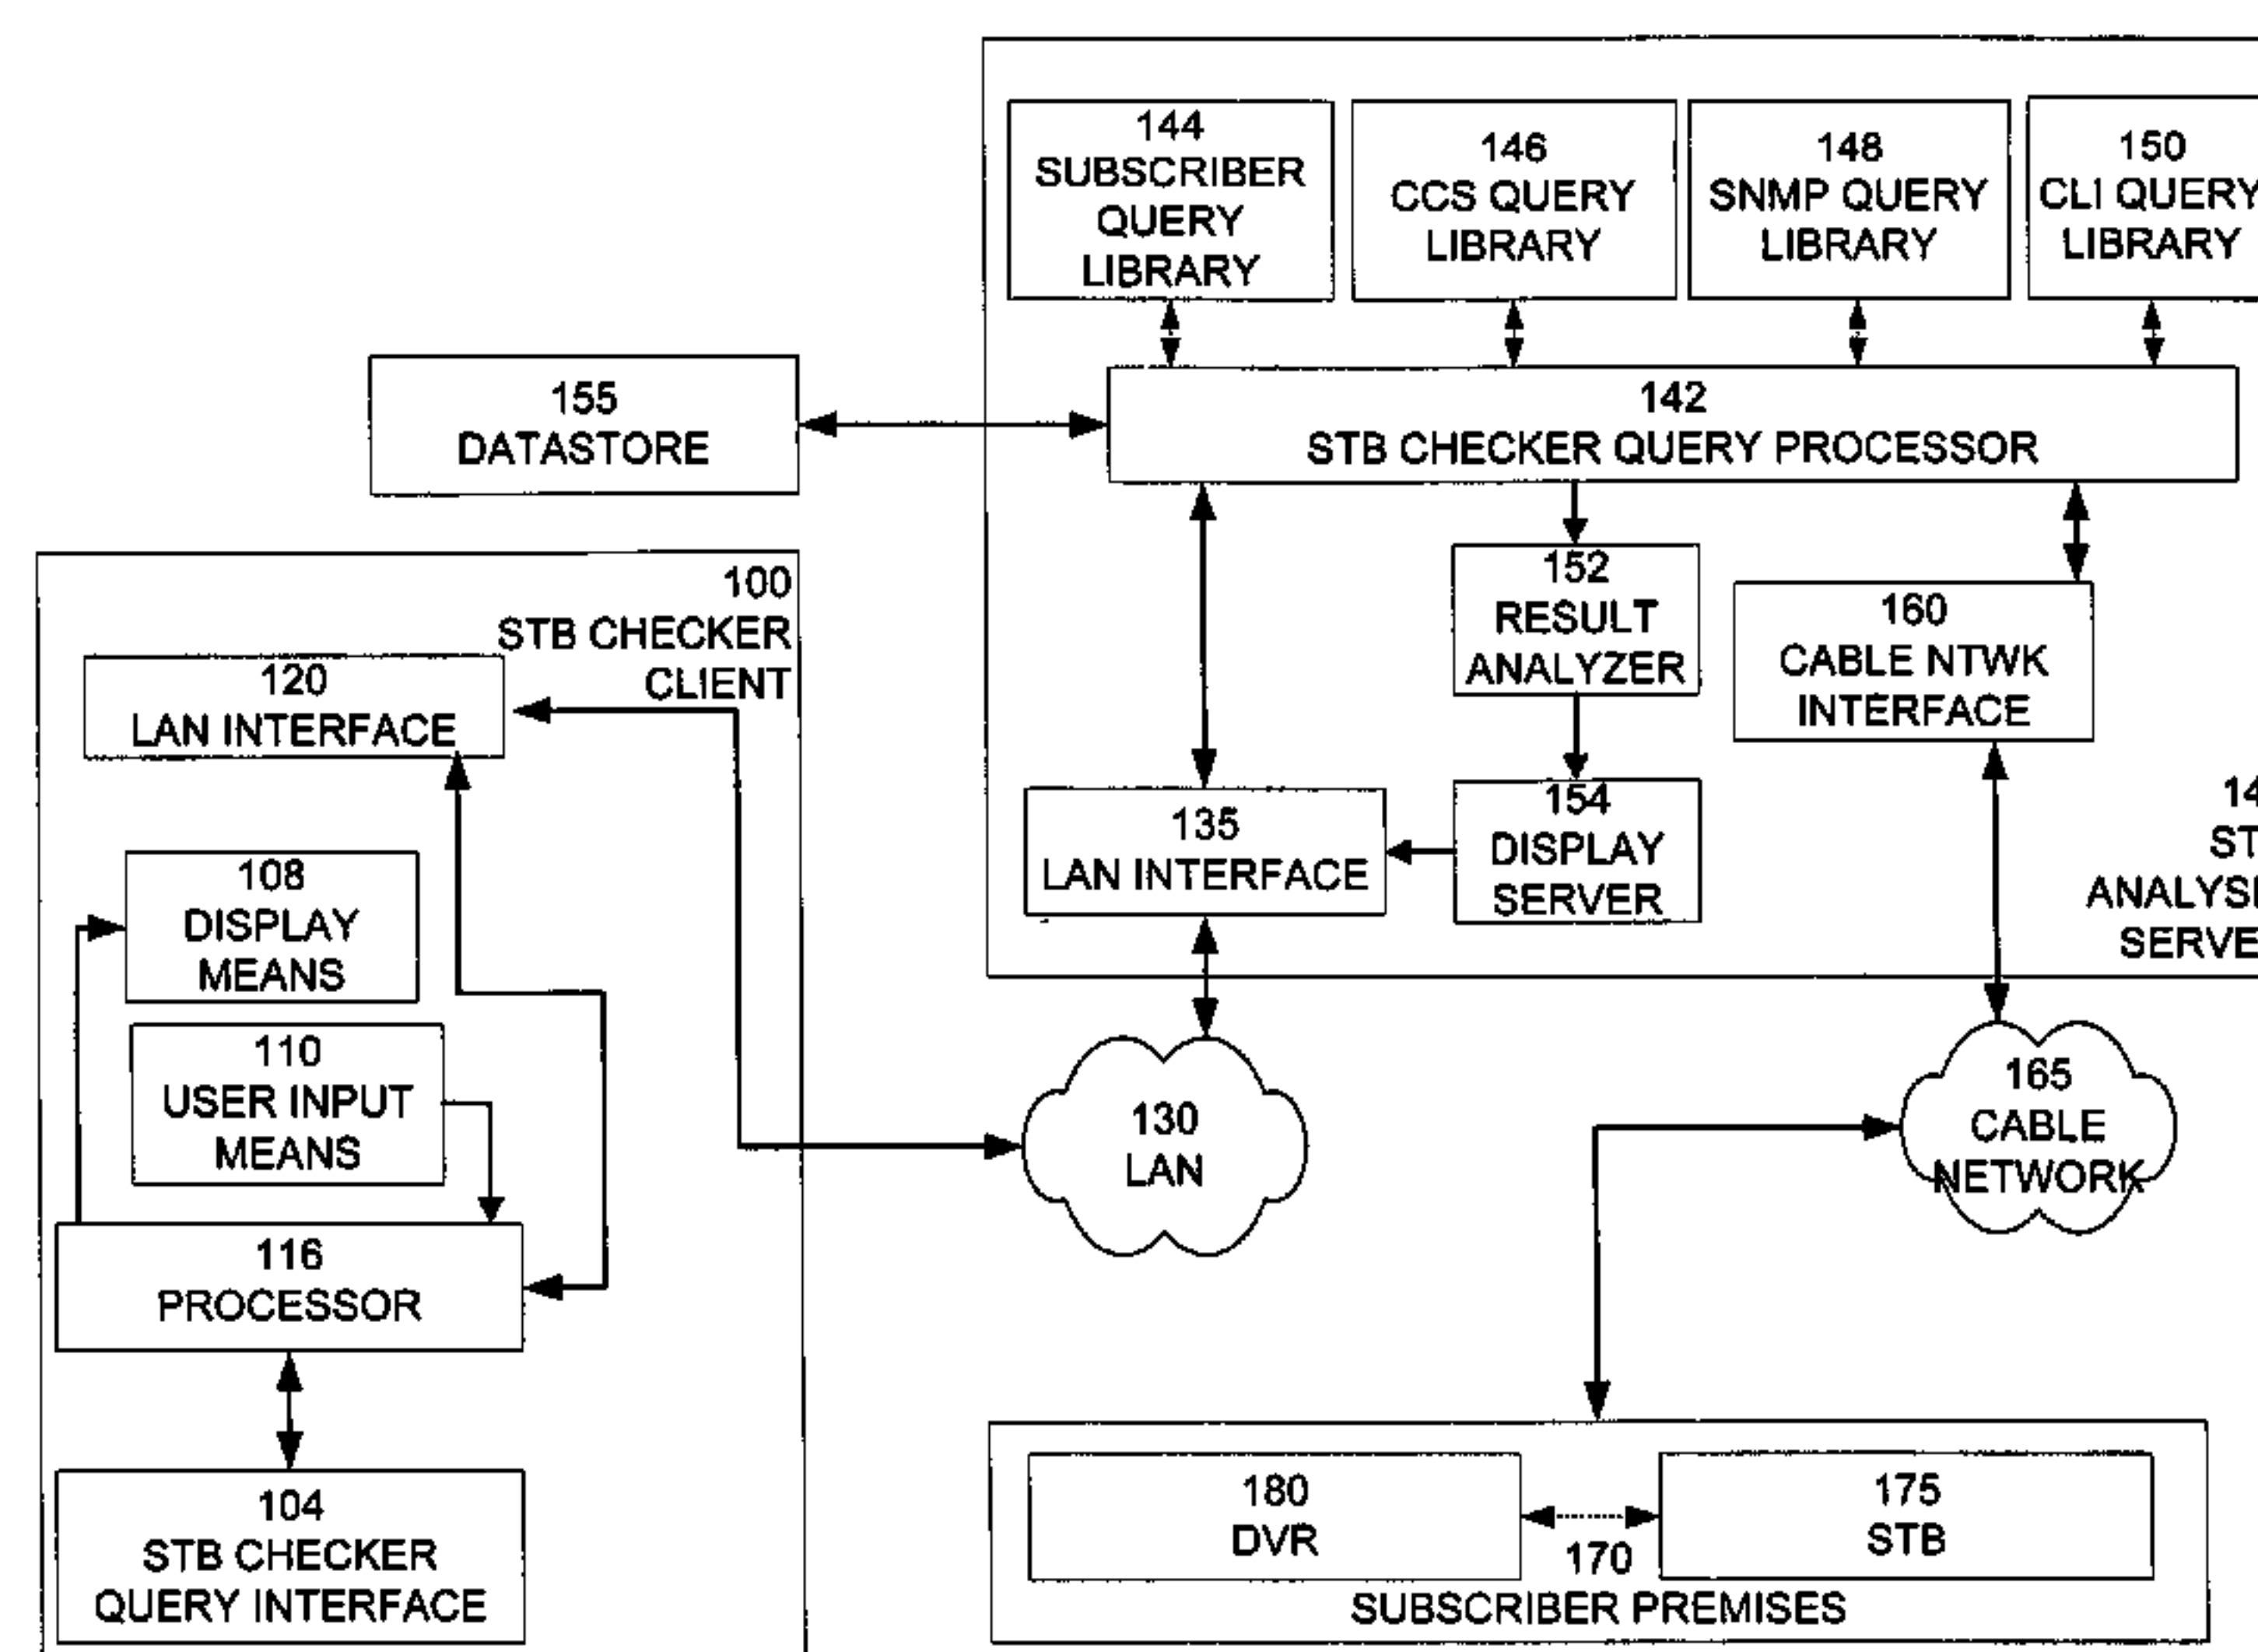 144
SUBSCRIBER
QUERY
LIBRARY
146
CCS QUERY
LIBRARY
148
SNMP QUERY
LIBRARY
150
CLI QUERY
LIBRARY
155
DATASTORE
142
STB CHECKER QUERY PROCESSOR
100
STB CHECKER
CLIENT
120
LAN INTERFACE
152
RESULT
ANALYZER
160
CABLE NTWK
INTERFACE
135
LAN INTERFACE
154
DISPLAY
SERVER
108
DISPLAY
MEANS
110
USER INPUT
MEANS
116
PROCESSOR
104
STB CHECKER
QUERY INTERFACE
130
LAN
165
CABLE
NETWORK
180
DVR
170
175
STB
SUBSCRIBER PREMISES